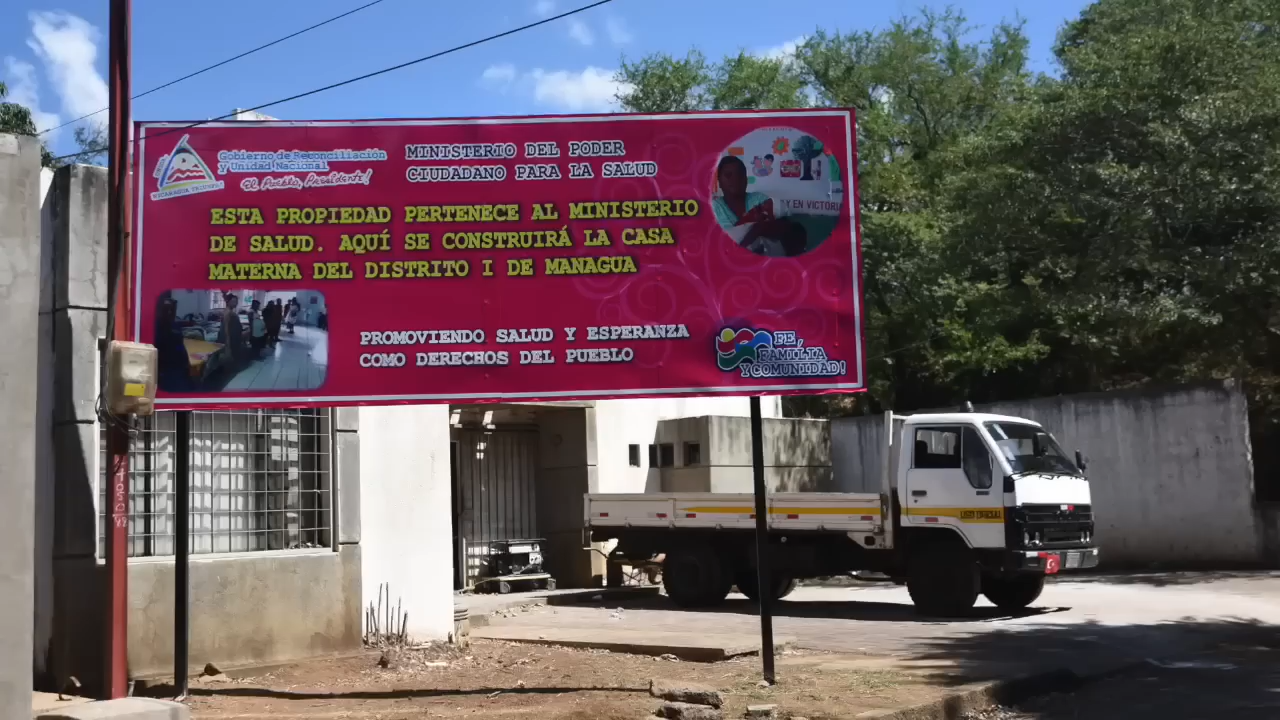 Gobierno de Reconciliación
y Unidad Nacional
El Pueblo, Presidente!
MINISTERIO DEL PODER
CIUDADANO PARA LA SALUD
ESTA PROPIEDAD PERTENECE AL MINISTERIO
DE SALUD. AQUÍ SE CONSTRUIRÁ LA CASA
MATERNA DEL DISTRITO I DE MANAGUA
Y EN VICTORIA
PROMOVIENDO SALUD Y ESPERANZA
COMO DERECHOS DEL PUEBLO
FE,
FAMILIA
Y COMUNIDAD!
USO OFICIAL